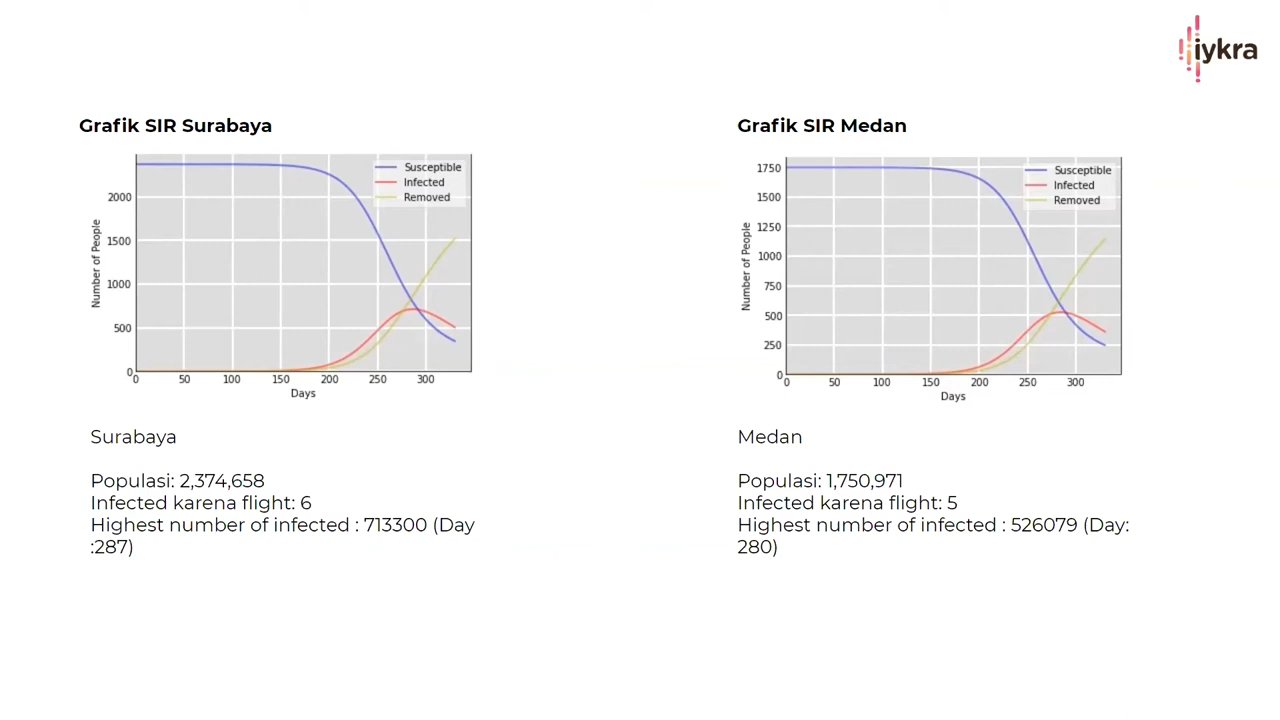 iykra
Grafik SIR Surabaya
Susceptible
Infected
Removed
2000
1500
1000
500
0
0 50 100 150 200 250 300
Number of People
Days
Surabaya
Populasi: 2,374,658
Infected karena flight: 6
Highest number of infected : 713300 (Day
:287)
Grafik SIR Medan
Susceptible
Infected
Removed
1750
1500
1250
1000
750
500
250
0
0 50 100 150 200 250 300
Number of People
Days
Medan
Populasi: 1,750,971
Infected karena flight: 5
Highest number of infected : 526079 (Day:
280)